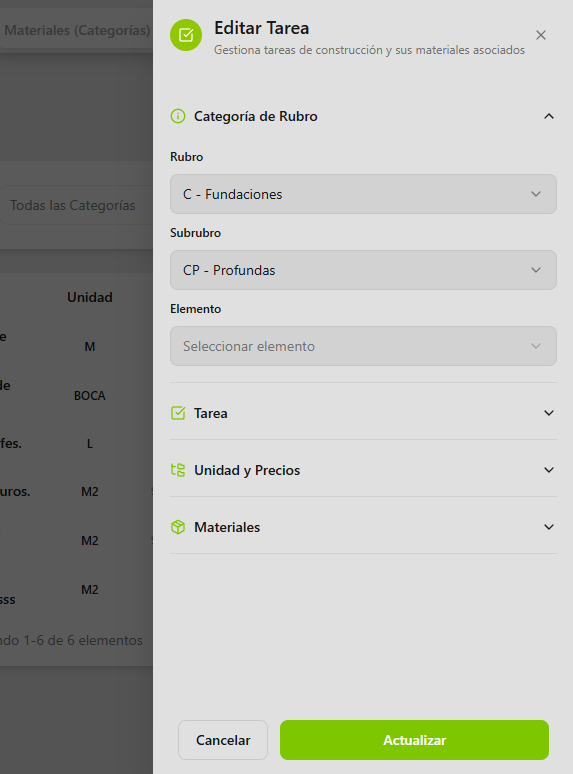 Materiales (Categorías)
Editar Tarea
Gestiona tareas de construcción y sus materiales asociados
Categoría de Rubro
Rubro
C - Fundaciones
Subrubro
CP - Profundas
Elemento
Seleccionar elemento
Tarea
Unidad y Precios
Materiales
Cancelar
Actualizar
Todas las Categorías
Unidad
M
BOCA
fes.
L
uros.
M2
M2
M2
sss
1-6 de 6 elementos